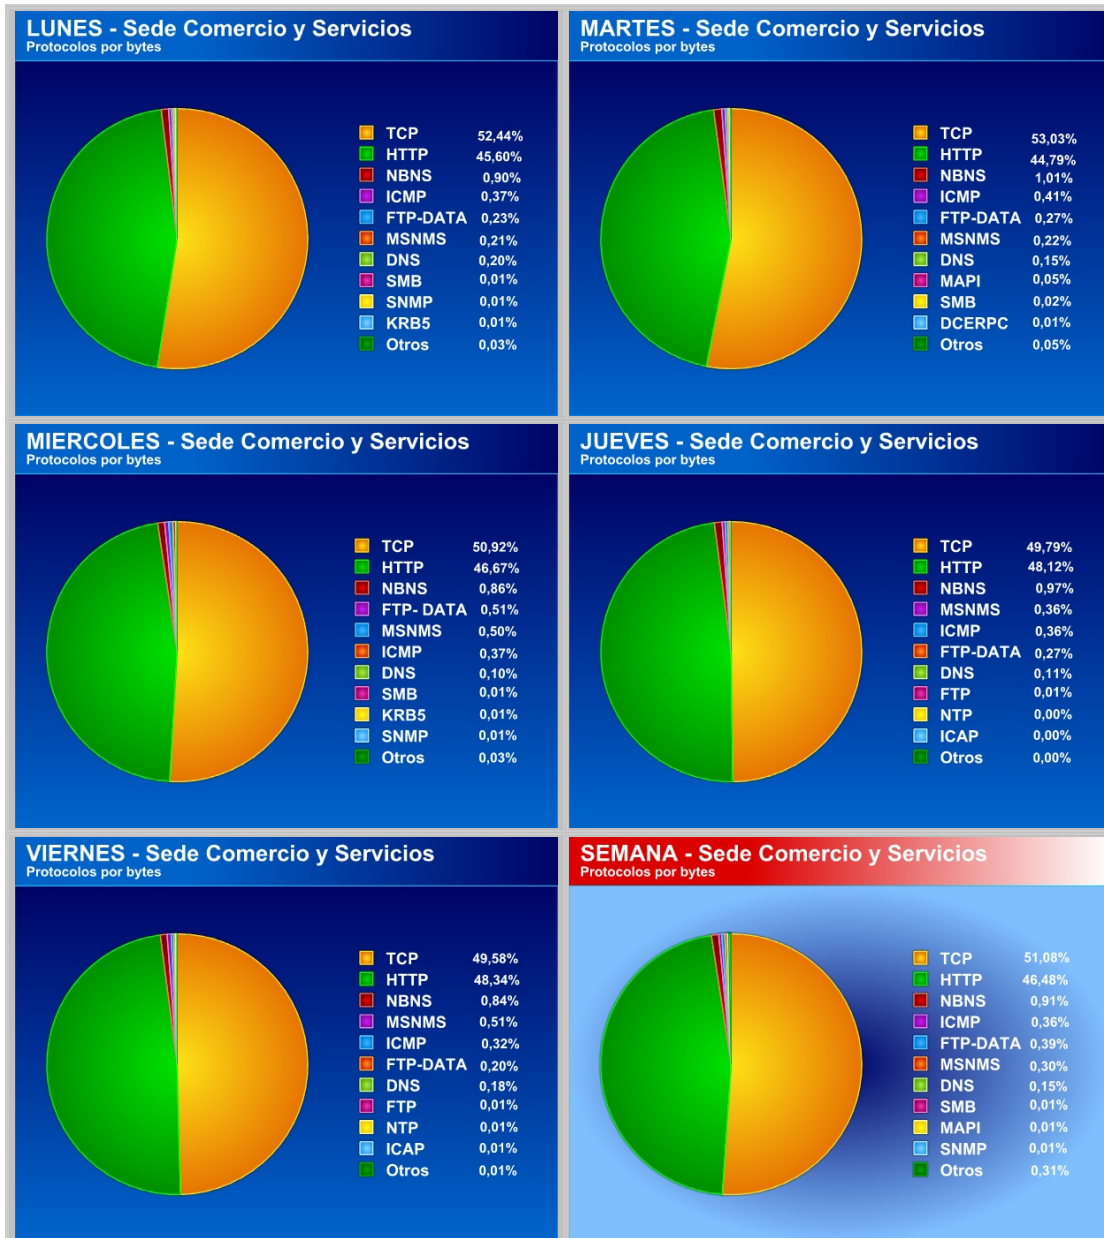 LUNES - Sede Comercio y Servicios
Protocolos por bytes
TCP 52,44%
HTTP 45,60%
NBNS 0,90%
ICMP 0,37%
FTP-DATA 0,23%
MSNMS 0,21%
DNS 0,20%
SMB 0,01%
SNMP 0,01%
KRB5 0,01%
Otros 0,03%
MARTES - Sede Comercio y Servicios
Protocolos por bytes
TCP 53,03%
HTTP 44,79%
NBNS 1,01%
ICMP 0,41%
FTP-DATA 0,27%
MSNMS 0,22%
DNS 0,15%
MAPI 0,05%
SMB 0,02%
DCERPC 0,01%
Otros 0,05%
MIERCOLES - Sede Comercio y Servicios
Protocolos por bytes
TCP 50,92%
HTTP 46,67%
NBNS 0,86%
FTP- DATA 0,51%
MSNMS 0,50%
ICMP 0,37%
DNS 0,10%
SMB 0,01%
KRB5 0,01%
SNMP 0,01%
Otros 0,03%
JUEVES - Sede Comercio y Servicios
Protocolos por bytes
TCP 49,79%
HTTP 48,12%
NBNS 0,97%
MSNMS 0,36%
ICMP 0,36%
FTP-DATA 0,27%
DNS 0,11%
FTP 0,01%
NTP 0,00%
ICAP 0,00%
Otros 0,00%
VIERNES - Sede Comercio y Servicios
Protocolos por bytes
TCP 49,58%
HTTP 48,34%
NBNS 0,84%
MSNMS 0,51%
ICMP 0,32%
FTP-DATA 0,20%
DNS 0,18%
FTP 0,01%
NTP 0,01%
ICAP 0,01%
Otros 0,01%
SEMANA - Sede Comercio y Servicios
Protocolos por bytes
TCP 51,08%
HTTP 46,48%
NBNS 0,91%
ICMP 0,36%
FTP-DATA 0,39%
MSNMS 0,30%
DNS 0,15%
SMB 0,01%
MAPI 0,01%
SNMP 0,01%
Otros 0,31%